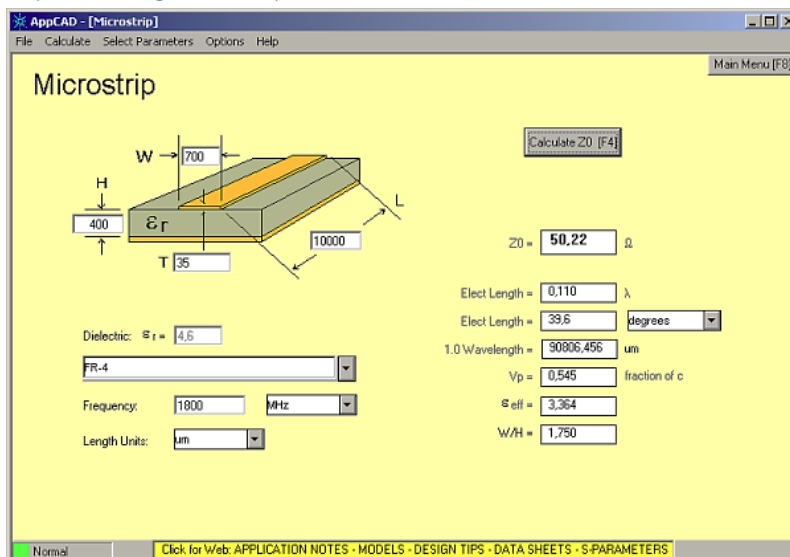 AppCAD - [Microstrip]
File Calculate Select Parameters Options Help
Main Menu [F8]
Microstrip
Calculate Z0 [F4]
W 700
H
400
εr
L
10000
T 35
Z0 = 50,22 Ω
Elect Length = 0,110 λ
Elect Length = 39,6 degrees
1.0 Wavelength = 90806,456 um
Vp = 0,545 fraction of c
εeff = 3,364
W/H = 1,750
Dielectric: εr = 4,6
FR-4
Frequency: 1800 MHz
Length Units: um
Normal
Click for Web: APPLICATION NOTES - MODELS - DESIGN TIPS - DATA SHEETS - S-PARAMETERS